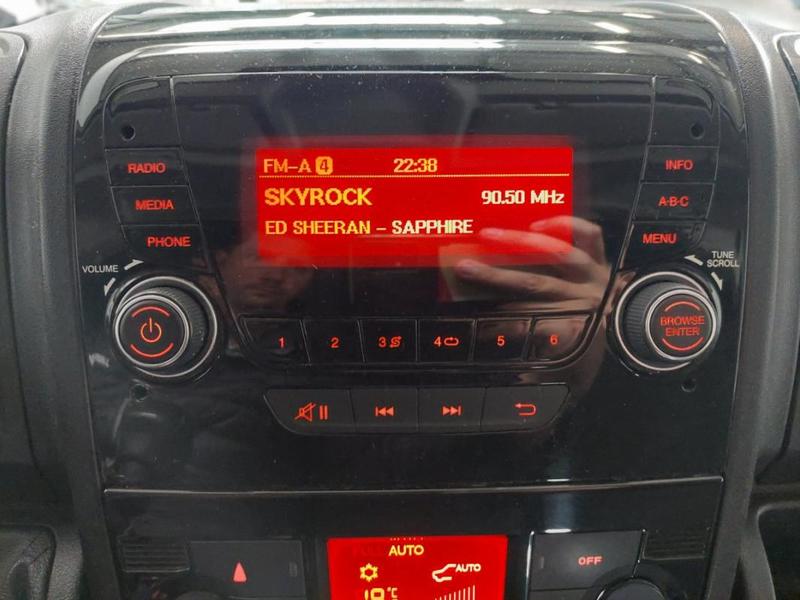 FM-A 4 22:38
SKYROCK 90.50 MHz
ED SHEERAN - SAPPHIRE
RADIO
MEDIA
PHONE
VOLUME
INFO
A-B-C
MENU
TUNE
SCROLL
BROWSE
ENTER
1 2 3 4 5 6
FULL AUTO
AUTO
OFF